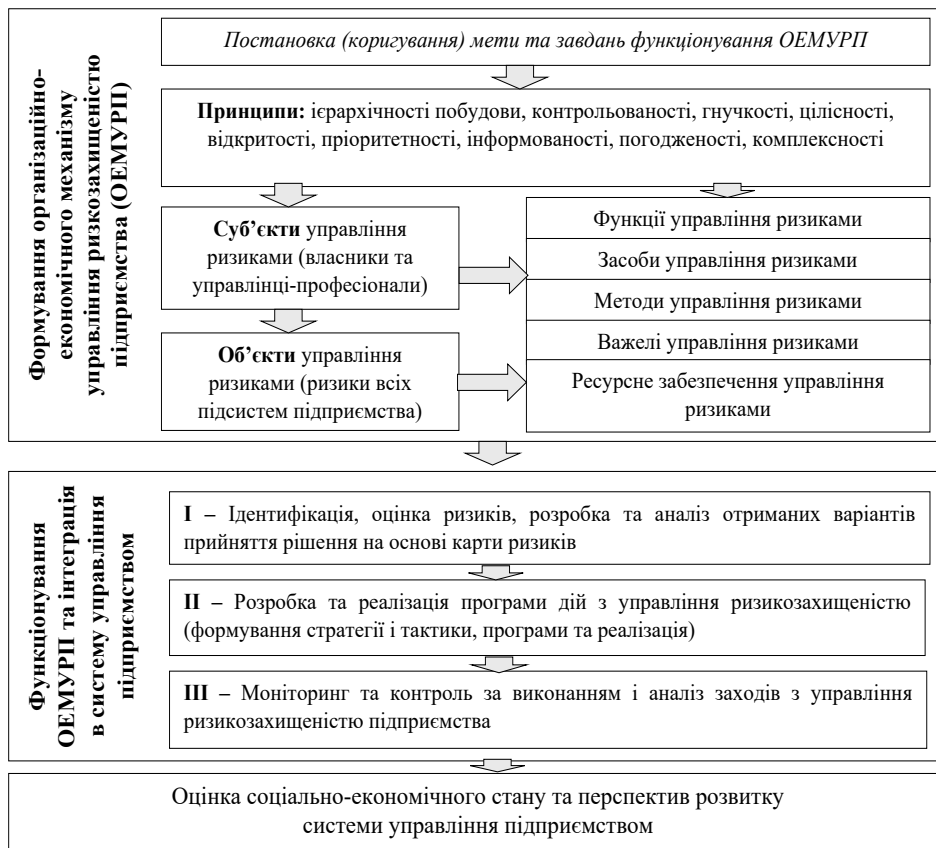 Формування організаційно-
економічного механізму
управління ризкозахищеністю
підприємства (ОЕМУРП)
Постановка (коригування) мети та завдань функціонування ОЕМУРП
Принципи: ієрархічності побудови, контрольованості, гнучкості, цілісності,
відкритості, пріоритетності, інформованості, погодженості, комплексності
Суб’єкти управління
ризиками (власники та
управлінці-професіонали)
Об’єкти управління
ризиками (ризики всіх
підсистем підприємства)
Функції управління ризиками
Засоби управління ризиками
Методи управління ризиками
Важелі управління ризиками
Ресурсне забезпечення управління
ризиками
Функціонування
ОЕМУРП та інтеграція
в систему управління
підприємством
І – Ідентифікація, оцінка ризиків, розробка та аналіз отриманих варіантів
прийняття рішення на основі карти ризиків
ІІ – Розробка та реалізація програми дій з управління ризикозахищеністю
(формування стратегії і тактики, програми та реалізація)
ІІІ – Моніторинг та контроль за виконанням і аналіз заходів з управління
ризикозахищеністю підприємства
Оцінка соціально-економічного стану та перспектив розвитку
системи управління підприємством